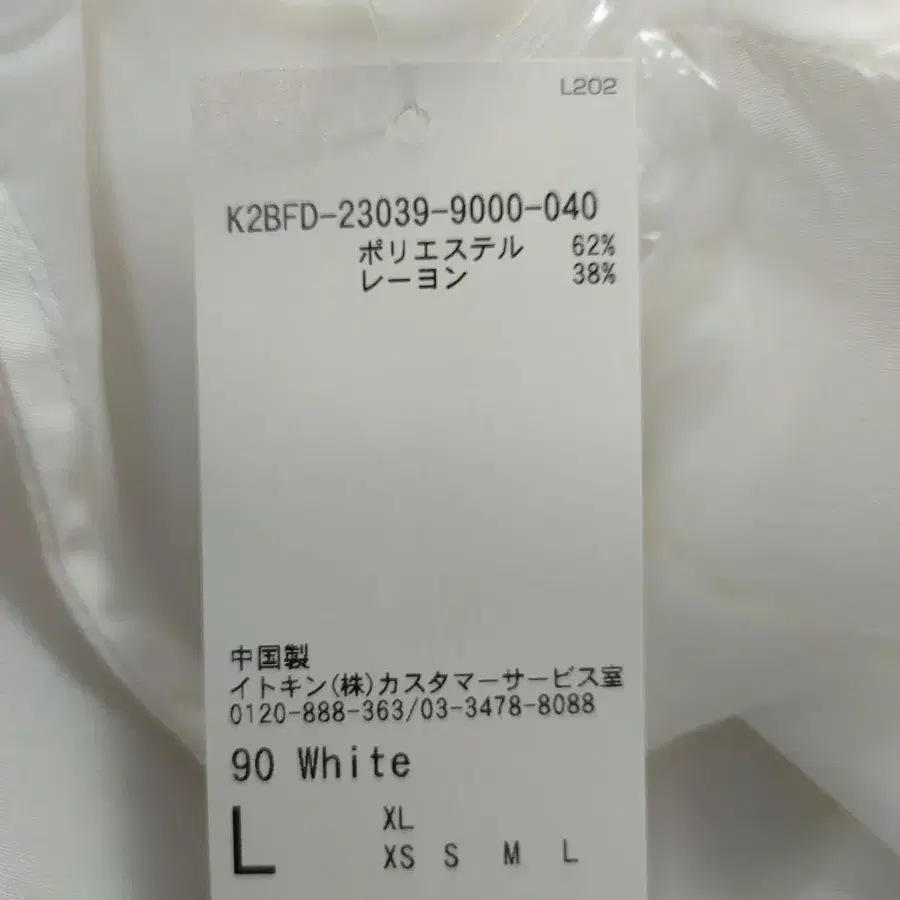 L202
K2BFD-23039-9000-040
ポリエステル 62%
レーヨン 38%
中国製
イトキン(株)カスタマーサービス室
0120-888-363/03-3478-8088
90 White
L XL
XS S M L